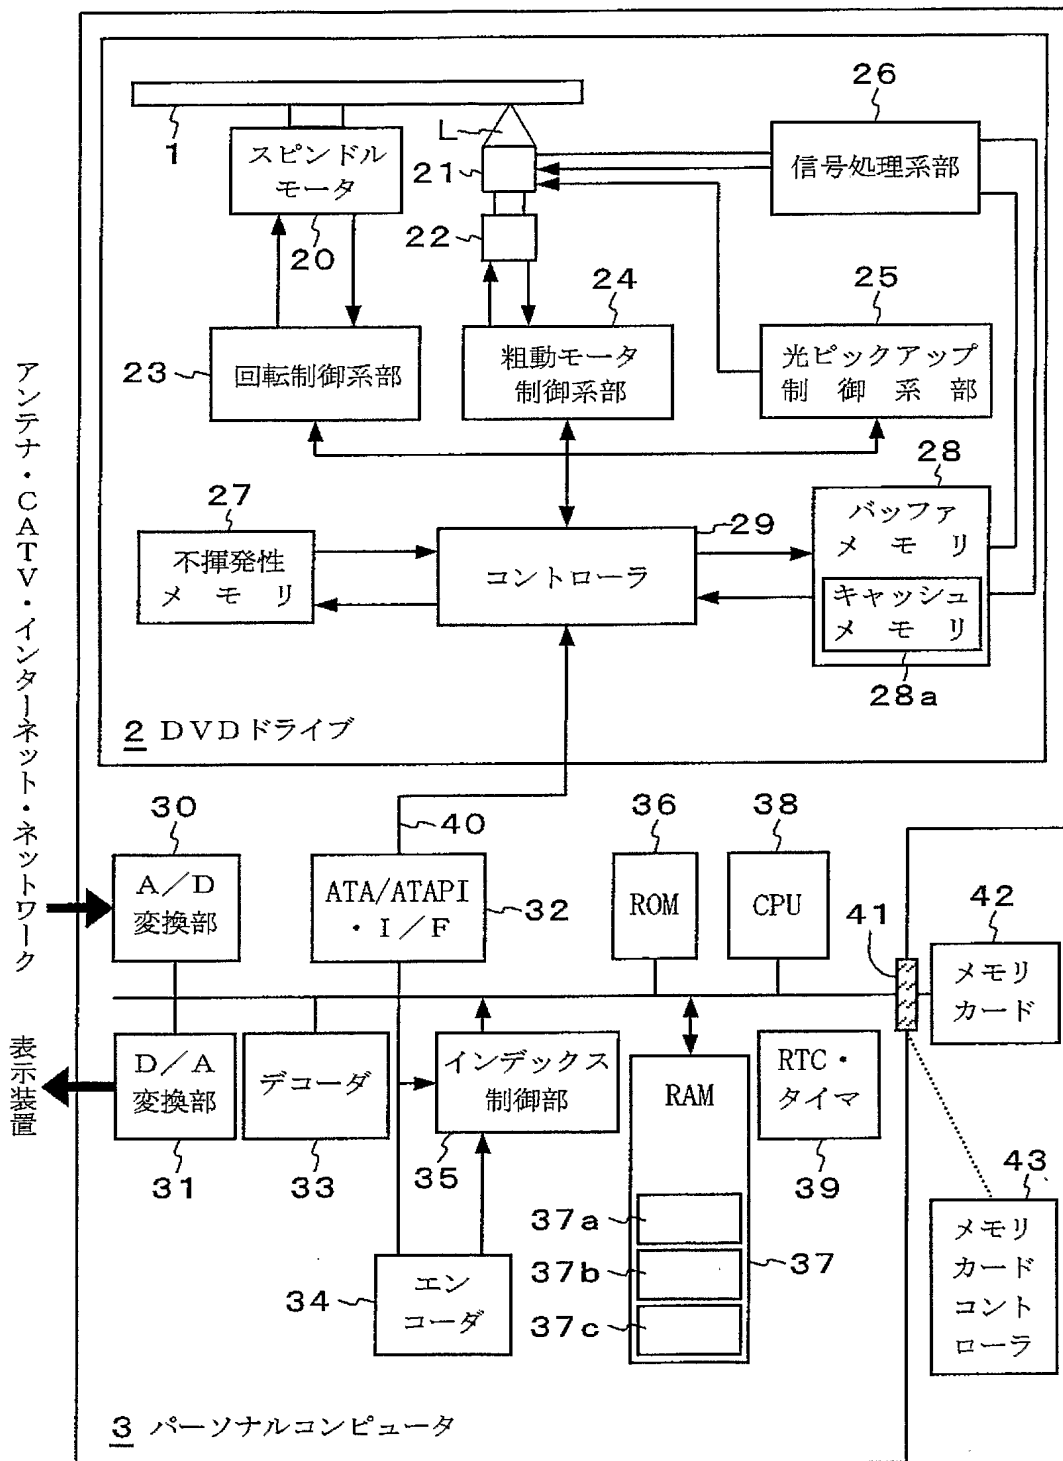 1
スピンドル
モータ
20
L
21
22
26
信号処理系部
23
回転制御系部
24
粗動モータ
制御系部
25
光ピックアップ
制御系部
27
不揮発性
メモリ
29
コントローラ
28
バッファ
メモリ
キャッシュ
メモリ
28a
2 DVDドライブ
アンテナ・CATV・インターネット・ネットワーク
30
A/D
変換部
40
ATA/ATAPI
・I/F
32
36
ROM
38
CPU
41
42
メモリ
カード
表示装置
D/A
変換部
31
デコーダ
33
インデックス
制御部
35
RAM
37a
37b
37c
37
RTC・
タイマ
39
43
メモリ
カード
コント
ローラ
34
エン
コーダ
3 パーソナルコンピュータ